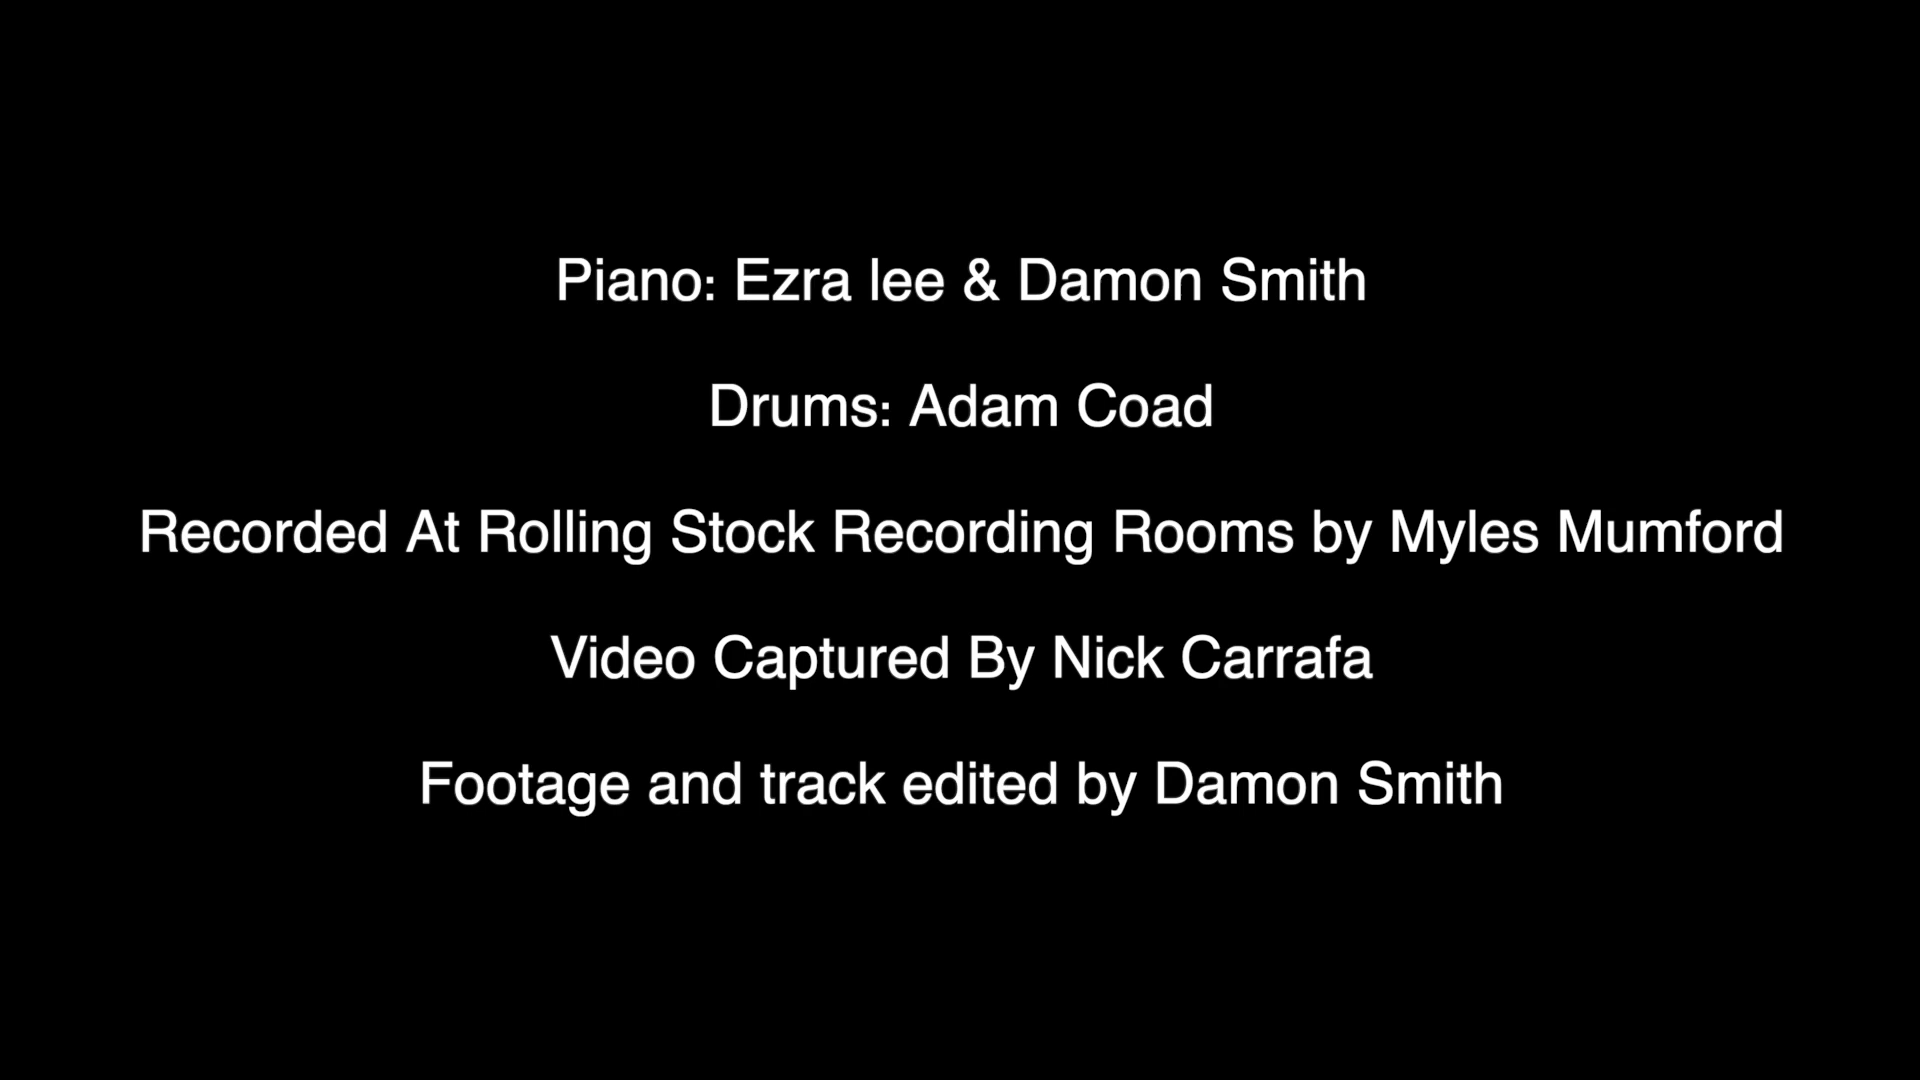 Piano: Ezra lee & Damon Smith
Drums: Adam Coad
Recorded At Rolling Stock Recording Rooms by Myles Mumford
Video Captured By Nick Carrafa
Footage and track edited by Damon Smith